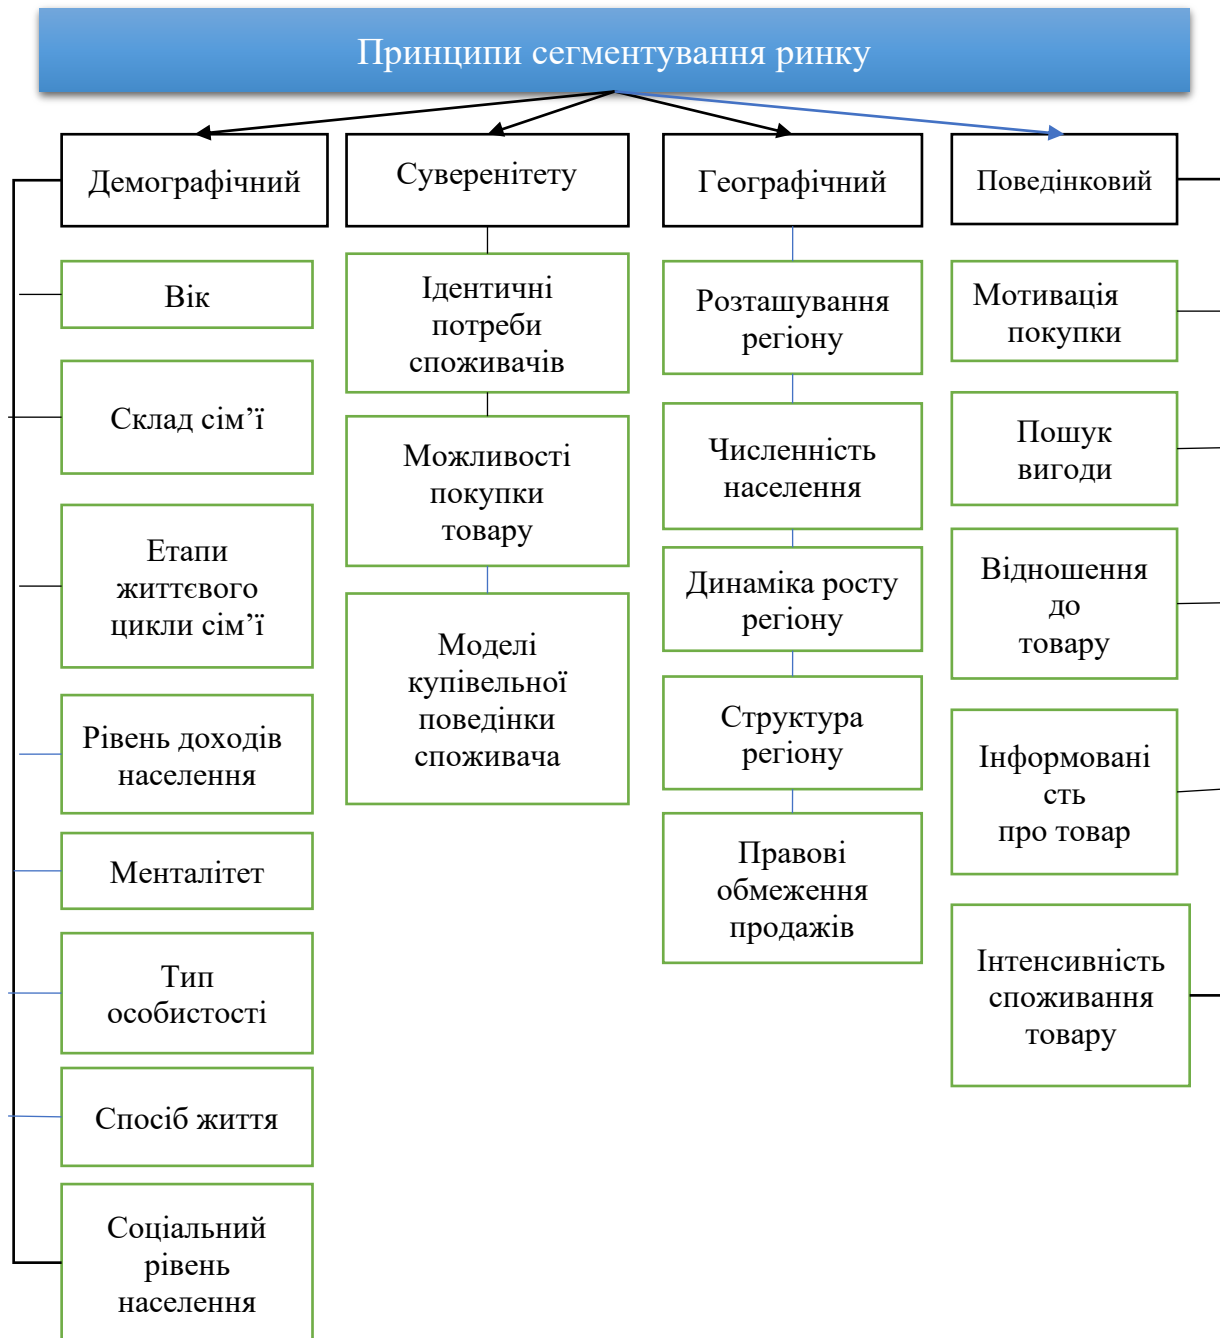 Принципи сегментування ринку
Демографічний
Суверенітету
Географічний
Поведінковий
Вік
Склад сім’ї
Етапи
життєвого
цикли сім’ї
Рівень доходів
населення
Менталітет
Тип
особистості
Спосіб життя
Соціальний
рівень
населення
Ідентичні
потреби
споживачів
Можливості
покупки
товару
Моделі
купівельної
поведінки
споживача
Розташування
регіону
Численність
населення
Динаміка росту
регіону
Структура
регіону
Правові
обмеження
продажів
Мотивація
покупки
Пошук
вигоди
Відношення
до
товару
Інформовані
сть
про товар
Інтенсивність
споживання
товару